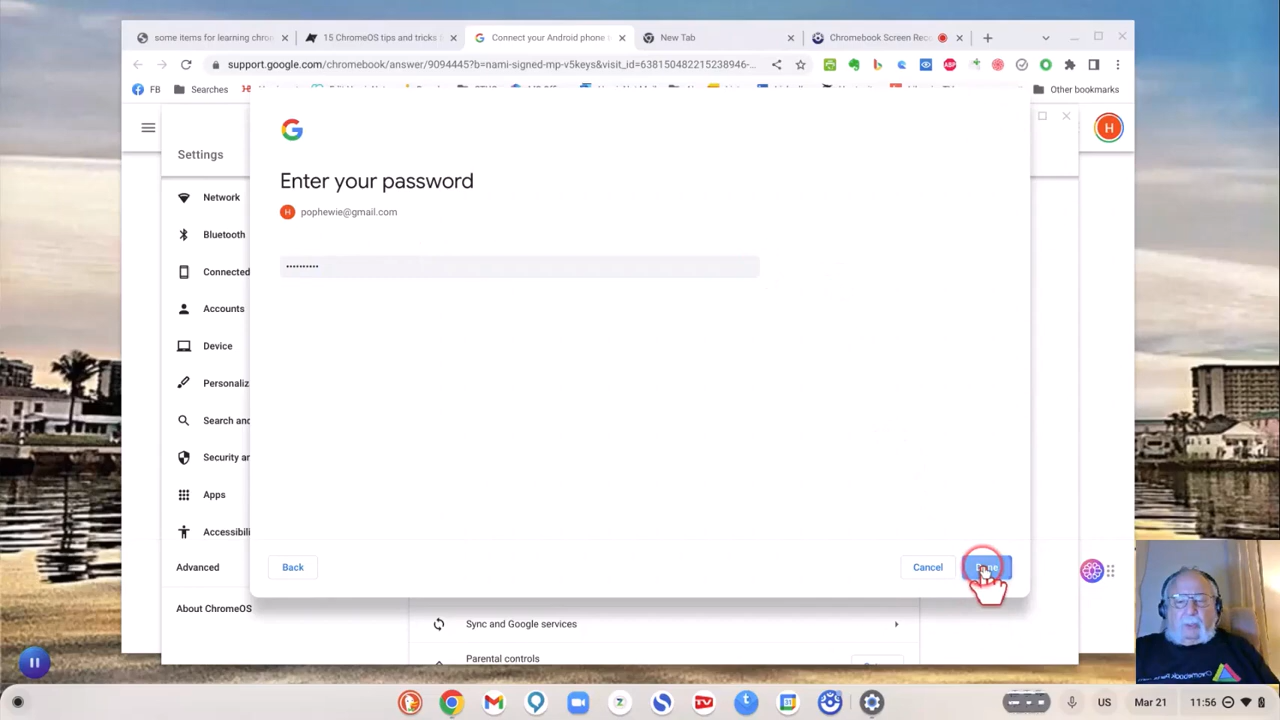 some items for learning chro
15 ChromeOS tips and tricks
Connect your Android phone t
New Tab
Chromebook Screen Rec
support.google.com/chromebook/answer/9094445?b=nami-signed-mp-v5keys&visit_id=638150482215238946-...
FB
Searches
Other bookmarks
Settings
H
Enter your password
H pophewie@gmail.com
••••••••••
Network
Bluetooth
Connected
Accounts
Device
Personaliz
Search and
Security an
Apps
Accessibili
Advanced
About ChromeOS
Back
Cancel
Done
Sync and Google services
Parental controls
US
Mar 21
11:56